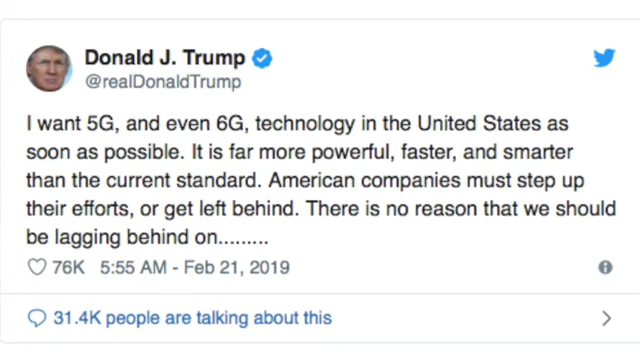 Donald J. Trump
@realDonaldTrump
I want 5G, and even 6G, technology in the United States as
soon as possible. It is far more powerful, faster, and smarter
than the current standard. American companies must step up
their efforts, or get left behind. There is no reason that we should
be lagging behind on.........
76K 5:55 AM - Feb 21, 2019
31.4K people are talking about this